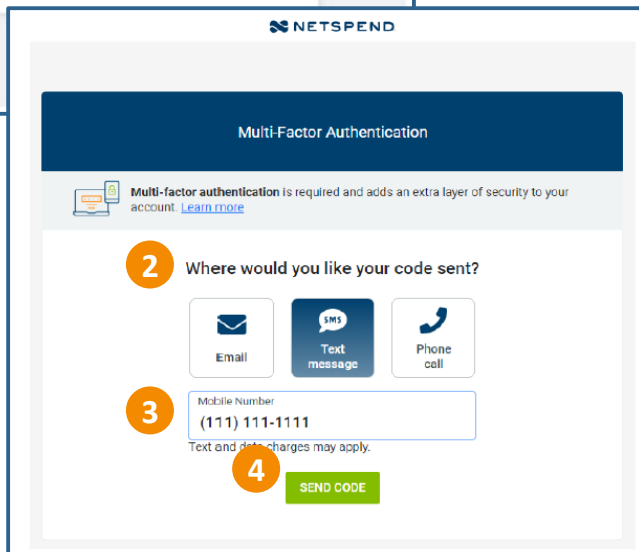 NETSPEND
Multi-Factor Authentication
Multi-factor authentication is required and adds an extra layer of security to your
account. Learn more
2 Where would you like your code sent?
SMS
Email
Text
message
Phone
call
3
Mobile Number
(111) 111-1111
Text and data charges may apply.
4
SEND CODE